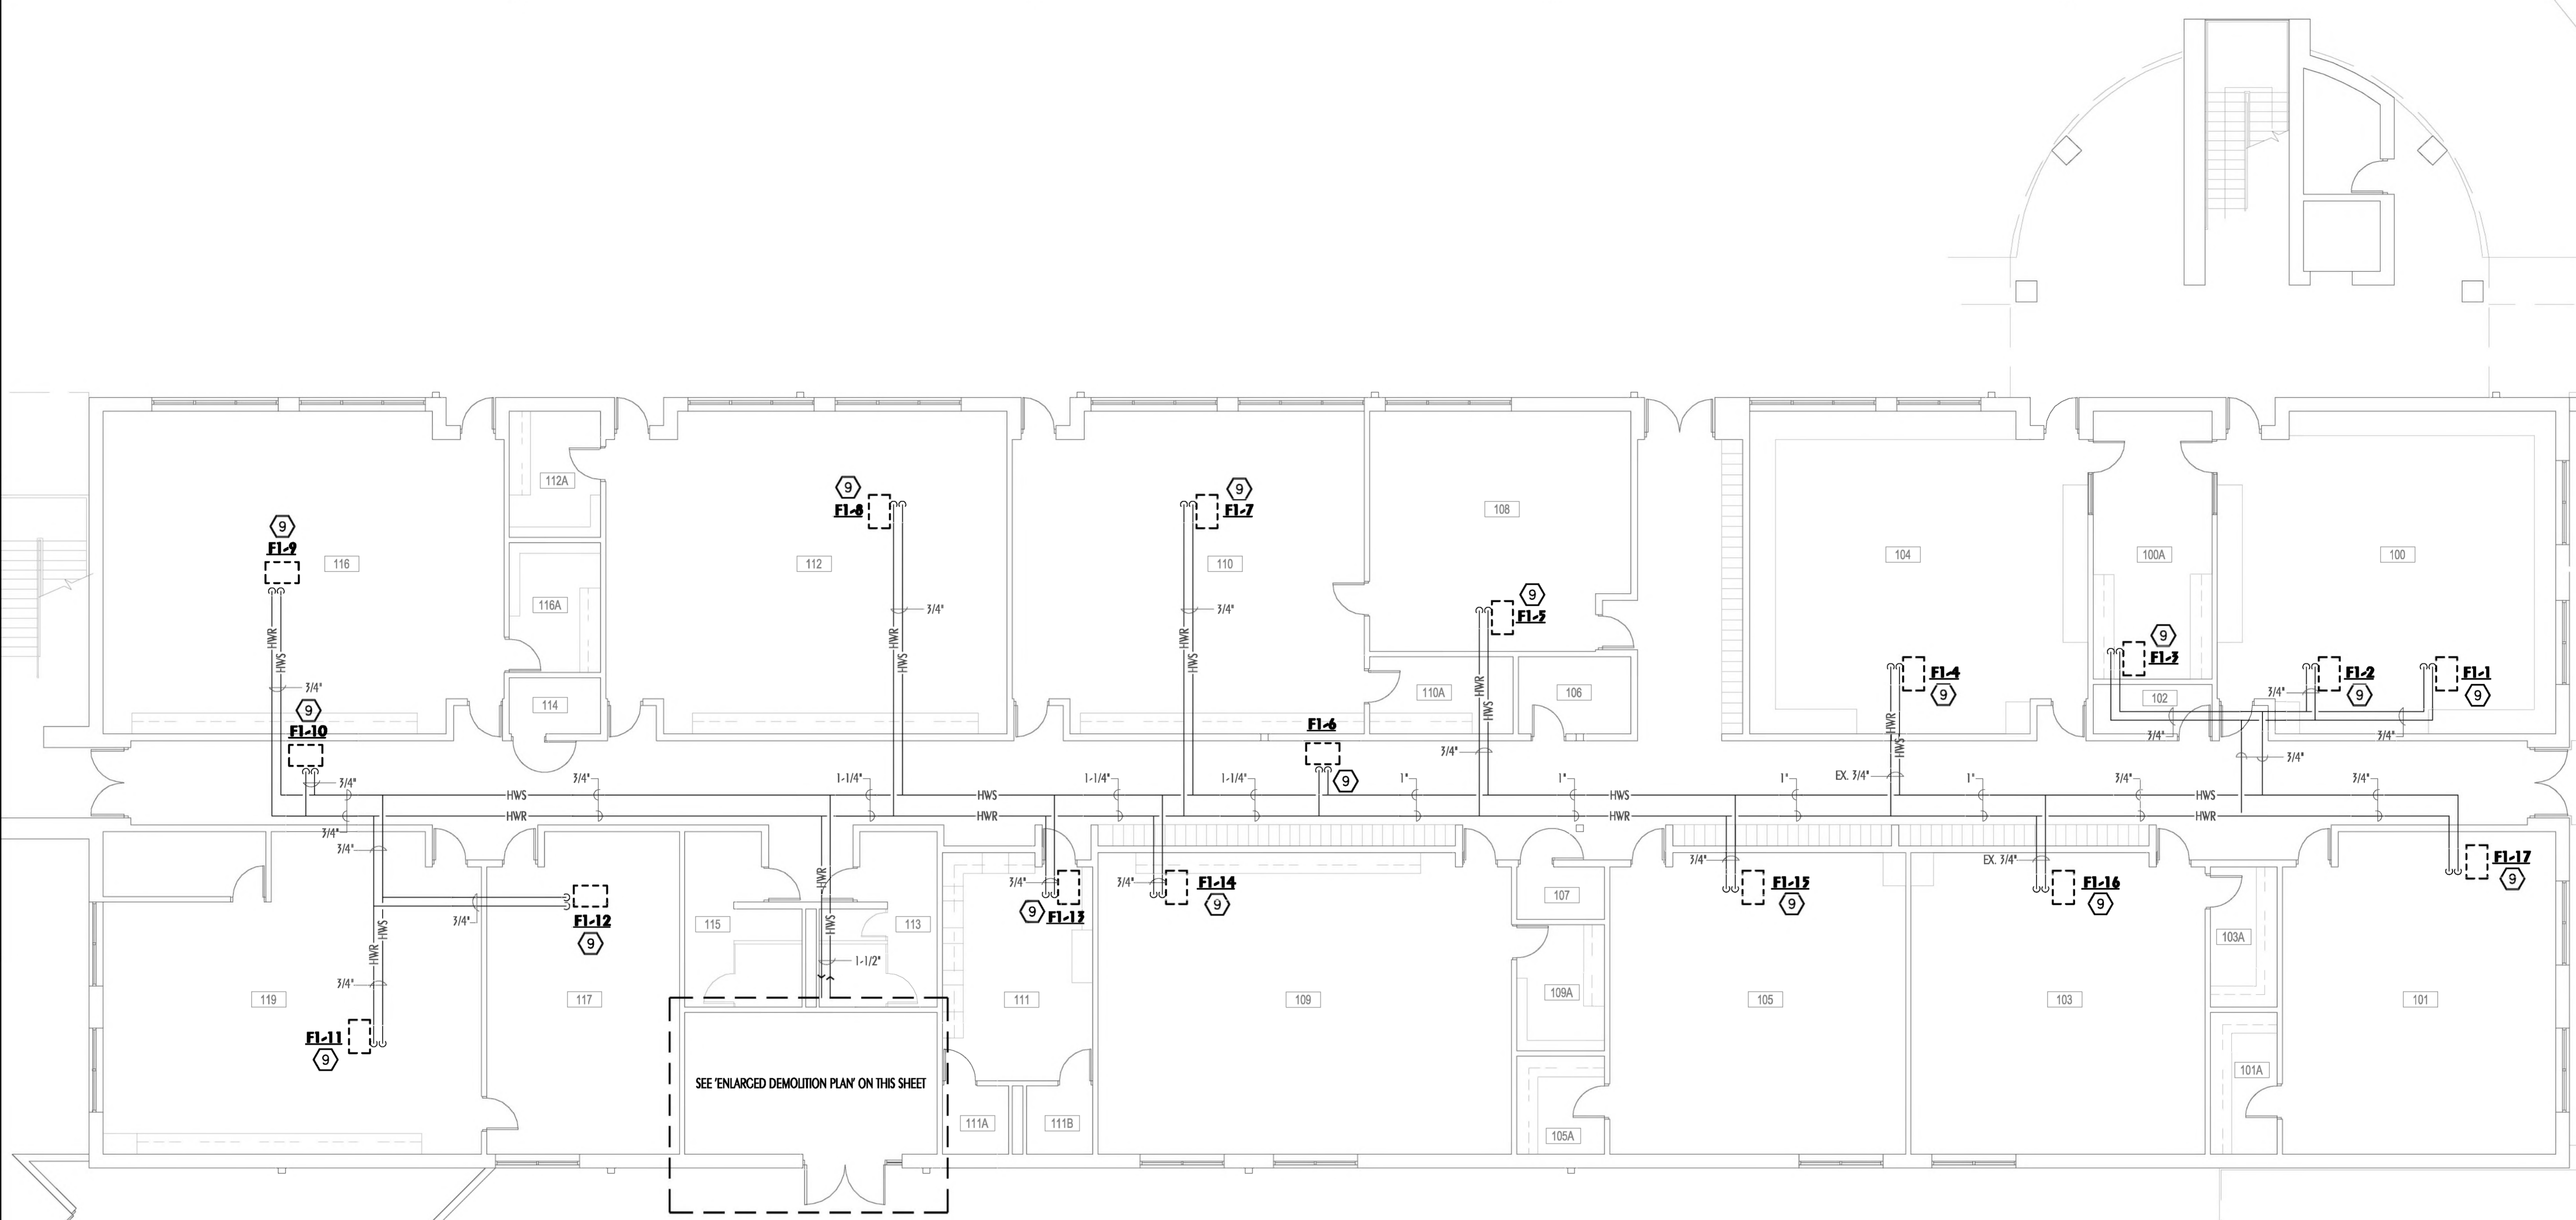 112A
9
F1-8
9
F1-7
108
9
F1-9
116
112
110
104
100A
100
116A
3/4"
3/4"
9
F1-5
HWR
HWS
HWR
HWS
HWR
HWS
9
F1-3
F1-4
9
F1-2
9
F1-1
9
3/4"
HWR
HWS
3/4"
9
F1-10
114
110A
106
102
3/4"
F1-6
HWR
HWS
3/4"
3/4"
3/4"
3/4"
3/4"
3/4"
1-1/4"
1-1/4"
1-1/4"
9
1"
1"
1"
EX. 3/4"
1"
3/4"
3/4"
HWS
HWS
HWS
HWS
HWR
HWR
HWR
HWR
3/4"
3/4"
3/4"
EX. 3/4"
F1-17
9
3/4"
3/4"
F1-14
9
F1-15
9
F1-16
9
HWR
107
3/4"
F1-12
9
9
F1-13
115
HWS
113
HWR
HWS
1-1/2"
103A
3/4"
119
117
111
109
109A
105
103
101
F1-11
9
SEE 'ENLARGED DEMOLITION PLAN' ON THIS SHEET
101A
111A
111B
105A